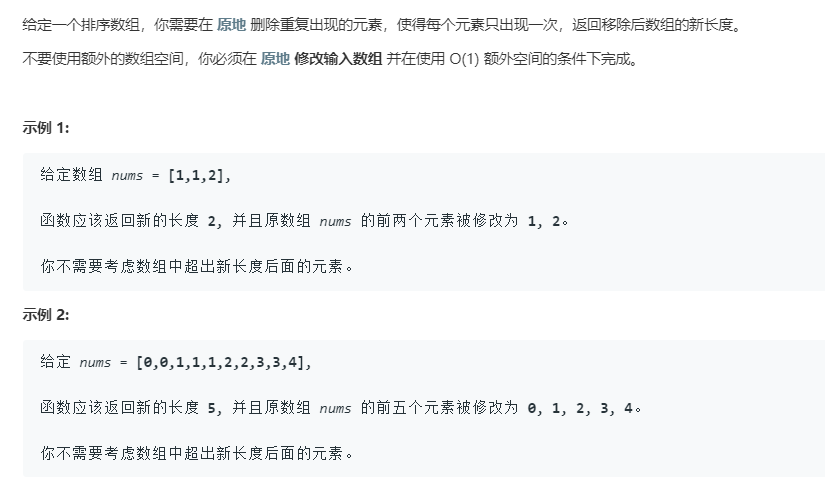 给定一个排序数组，你需要在 原地 删除重复出现的元素，使得每个元素只出现一次，返回移除后数组的新长度。
不要使用额外的数组空间，你必须在 原地 修改输入数组 并在使用 O(1) 额外空间的条件下完成。
示例 1:
给定数组 nums = [1,1,2],
函数应该返回新的长度 2, 并且原数组 nums 的前两个元素被修改为 1, 2。
你不需要考虑数组中超出新长度后面的元素。
示例 2:
给定 nums = [0,0,1,1,1,2,2,3,3,4],
函数应该返回新的长度 5, 并且原数组 nums 的前五个元素被修改为 0, 1, 2, 3, 4。
你不需要考虑数组中超出新长度后面的元素。